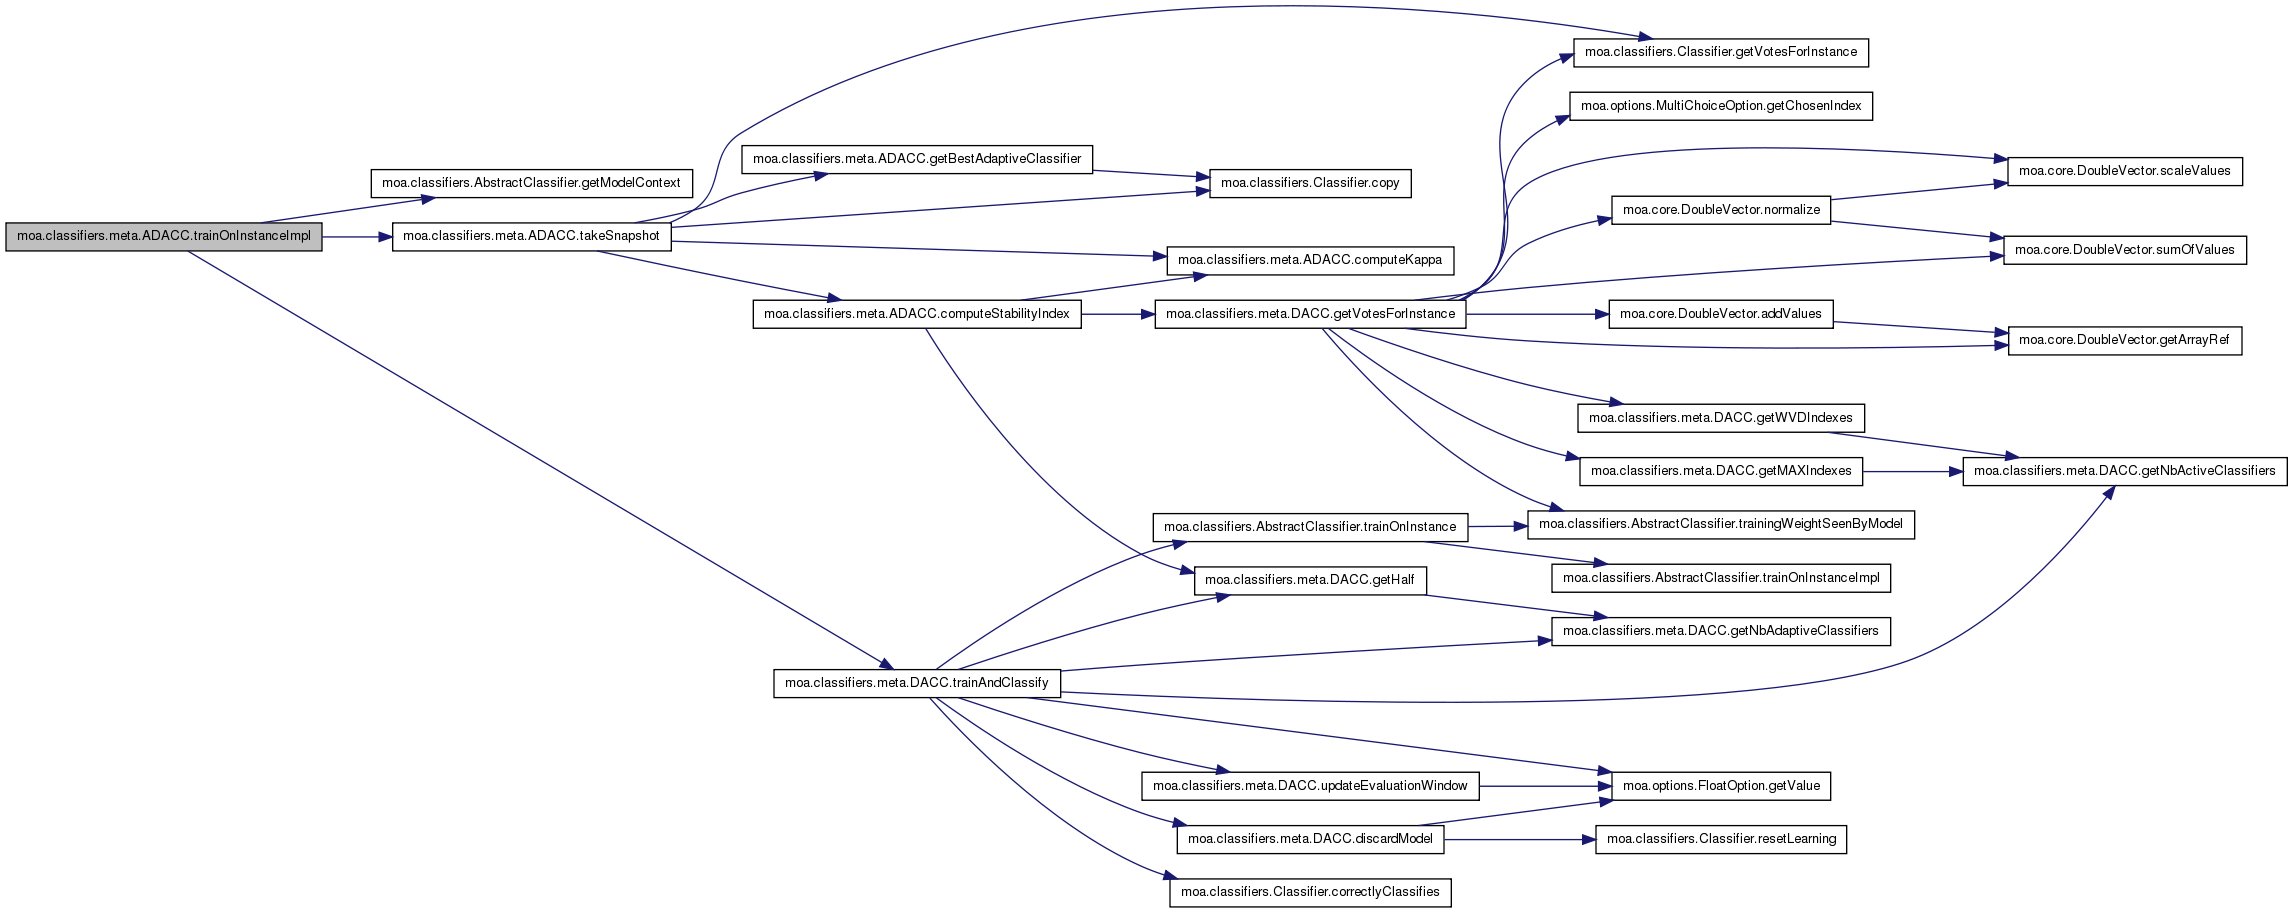 moa.classifiers.meta.ADACC.trainOnInstanceImpl
moa.classifiers.AbstractClassifier.getModelContext
moa.classifiers.meta.ADACC.takeSnapshot
moa.classifiers.meta.ADACC.getBestAdaptiveClassifier
moa.classifiers.meta.ADACC.computeStabilityIndex
moa.classifiers.meta.DACC.trainAndClassify
moa.classifiers.Classifier.copy
moa.classifiers.meta.ADACC.computeKappa
moa.classifiers.meta.DACC.getVotesForInstance
moa.classifiers.AbstractClassifier.trainOnInstance
moa.classifiers.meta.DACC.getHalf
moa.classifiers.meta.DACC.updateEvaluationWindow
moa.classifiers.meta.DACC.discardModel
moa.classifiers.Classifier.correctlyClassifies
moa.classifiers.Classifier.getVotesForInstance
moa.options.MultiChoiceOption.getChosenIndex
moa.core.DoubleVector.normalize
moa.core.DoubleVector.addValues
moa.classifiers.meta.DACC.getWVDIndexes
moa.classifiers.meta.DACC.getMAXIndexes
moa.classifiers.AbstractClassifier.trainingWeightSeenByModel
moa.classifiers.AbstractClassifier.trainOnInstanceImpl
moa.classifiers.meta.DACC.getNbAdaptiveClassifiers
moa.options.FloatOption.getValue
moa.classifiers.Classifier.resetLearning
moa.core.DoubleVector.scaleValues
moa.core.DoubleVector.sumOfValues
moa.core.DoubleVector.getArrayRef
moa.classifiers.meta.DACC.getNbActiveClassifiers